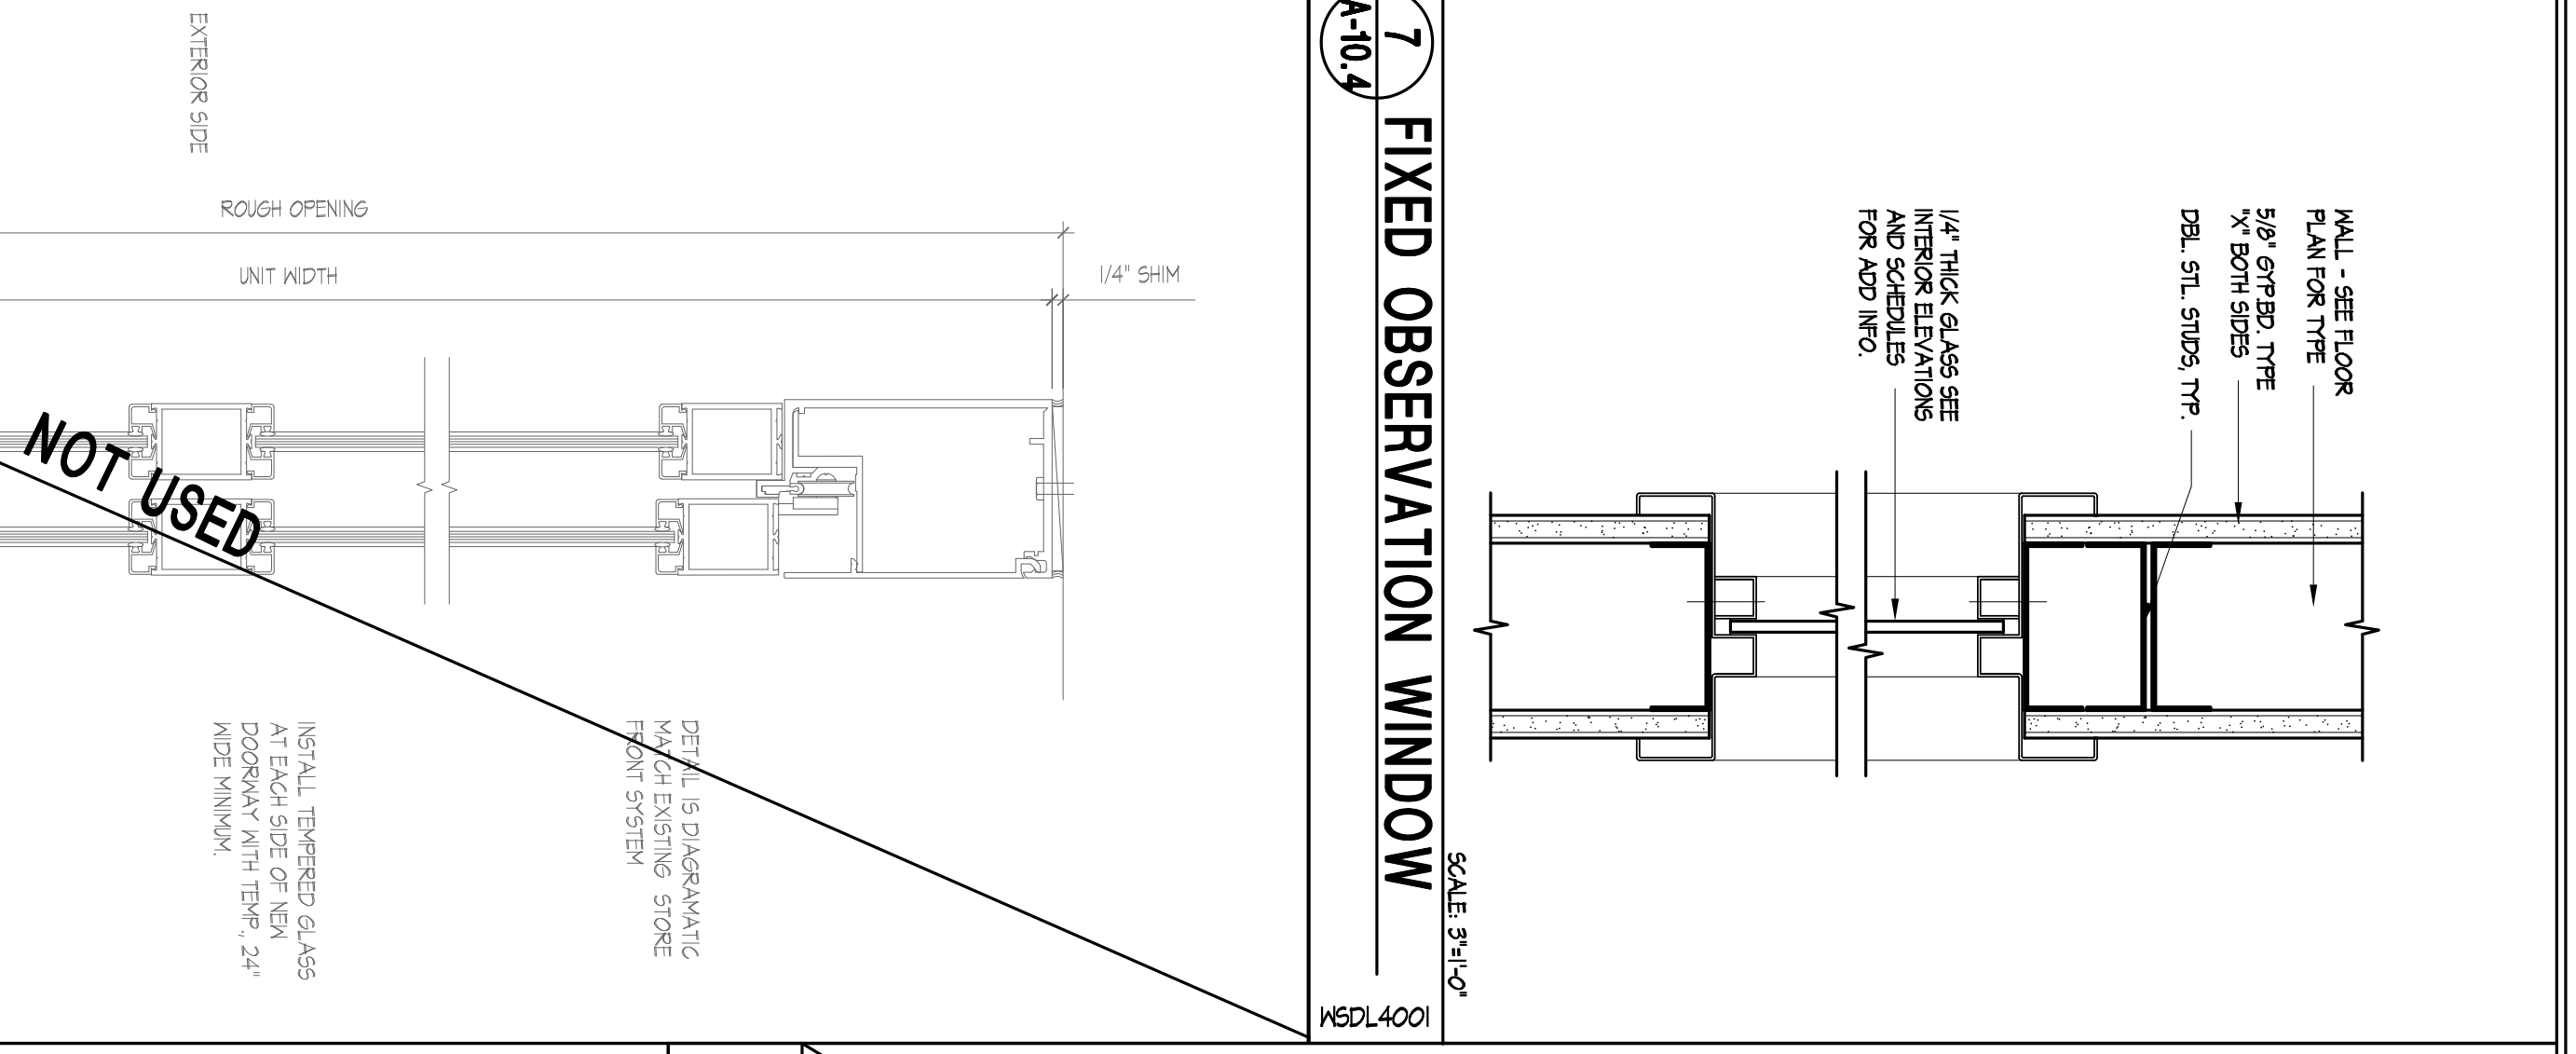 WALL - SEE FLOOR
PLAN FOR TYPE
5/8" GYP.BD. TYPE
"X" BOTH SIDES
DBL. STL. STUDS, TYP.
1/4" THICK GLASS SEE
INTERIOR ELEVATIONS
AND SCHEDULES
FOR ADD INFO.
7
A-10.4
FIXED OBSERVATION WINDOW
SCALE: 3"=1'-0"
WSDL4001
EXTERIOR SIDE
ROUGH OPENING
UNIT WIDTH
1/4" SHIM
NOT USED
DETAIL IS DIAGRAMATIC
MATCH EXISTING STORE
FRONT SYSTEM
INSTALL TEMPERED GLASS
AT EACH SIDE OF NEW
DOORWAY WITH TEMP., 24"
WIDE MINIMUM.